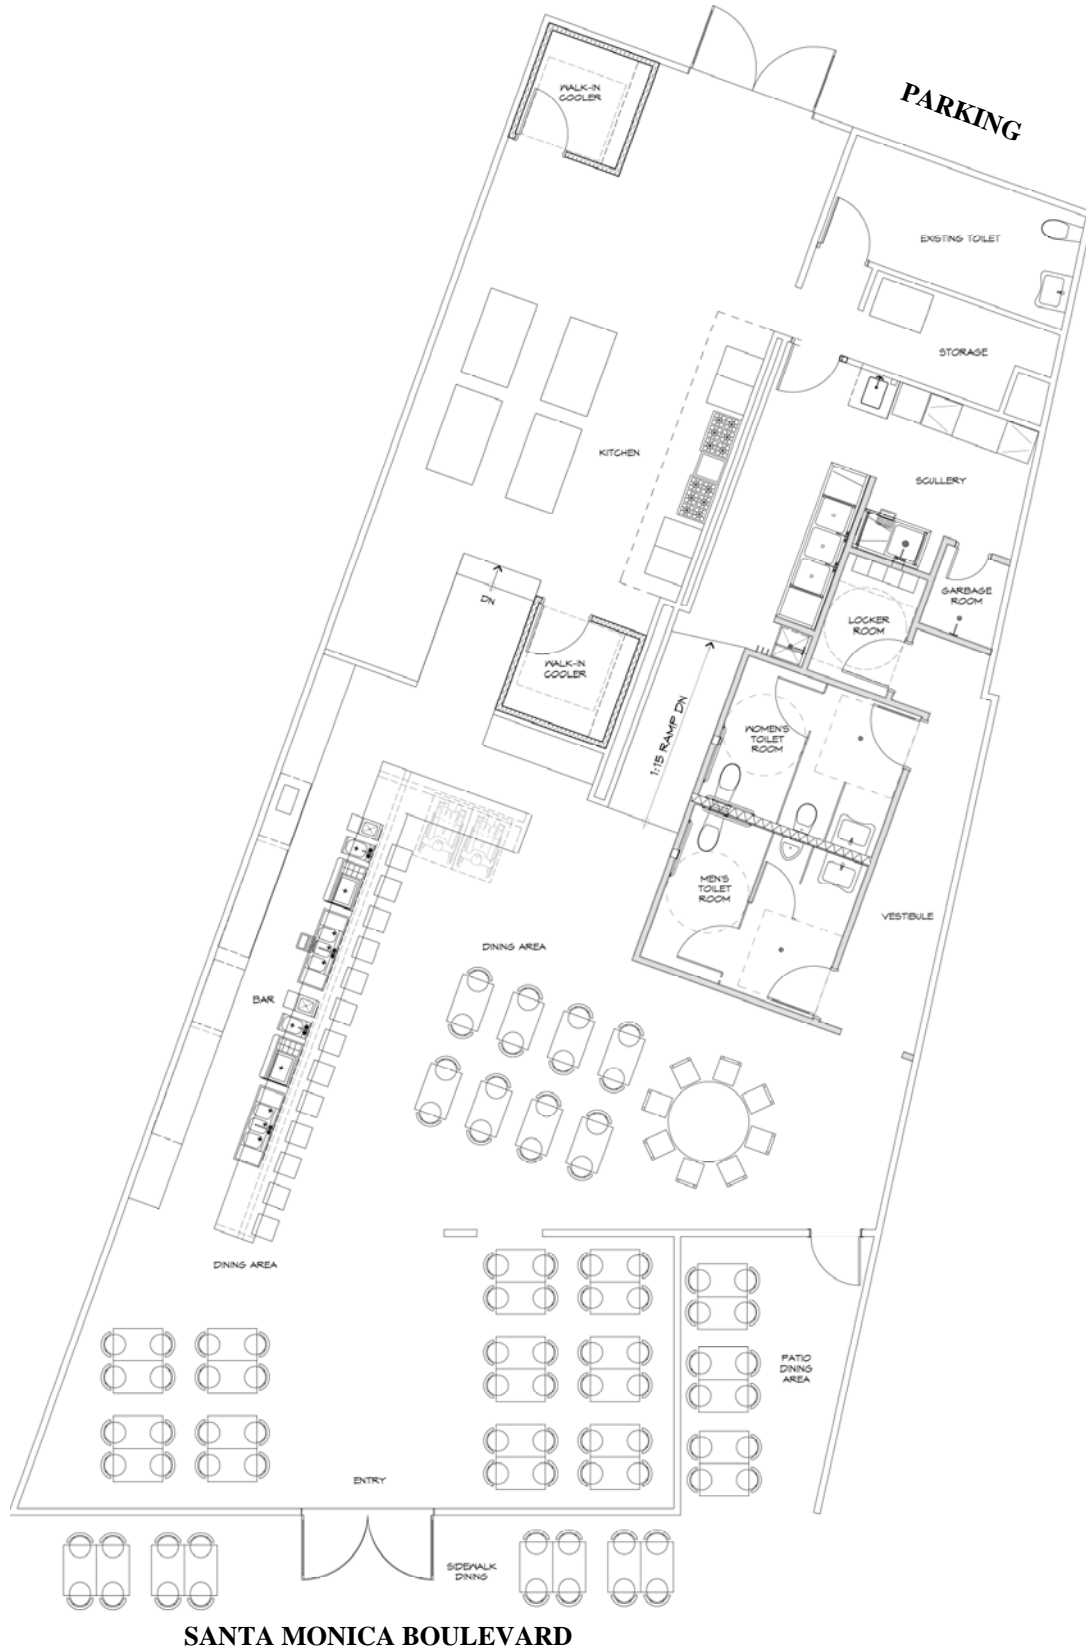 WALK-IN
COOLER
PARKING
EXISTING TOILET
STORAGE
KITCHEN
SCULLERY
DN
GARBAGE
ROOM
LOCKER
ROOM
WALK-IN
COOLER
1:15 RAMP DN
WOMEN'S
TOILET
ROOM
MEN'S
TOILET
ROOM
VESTIBULE
DINING AREA
BAR
DINING AREA
PATIO
DINING
AREA
ENTRY
SIDEWALK
DINING
SANTA MONICA BOULEVARD